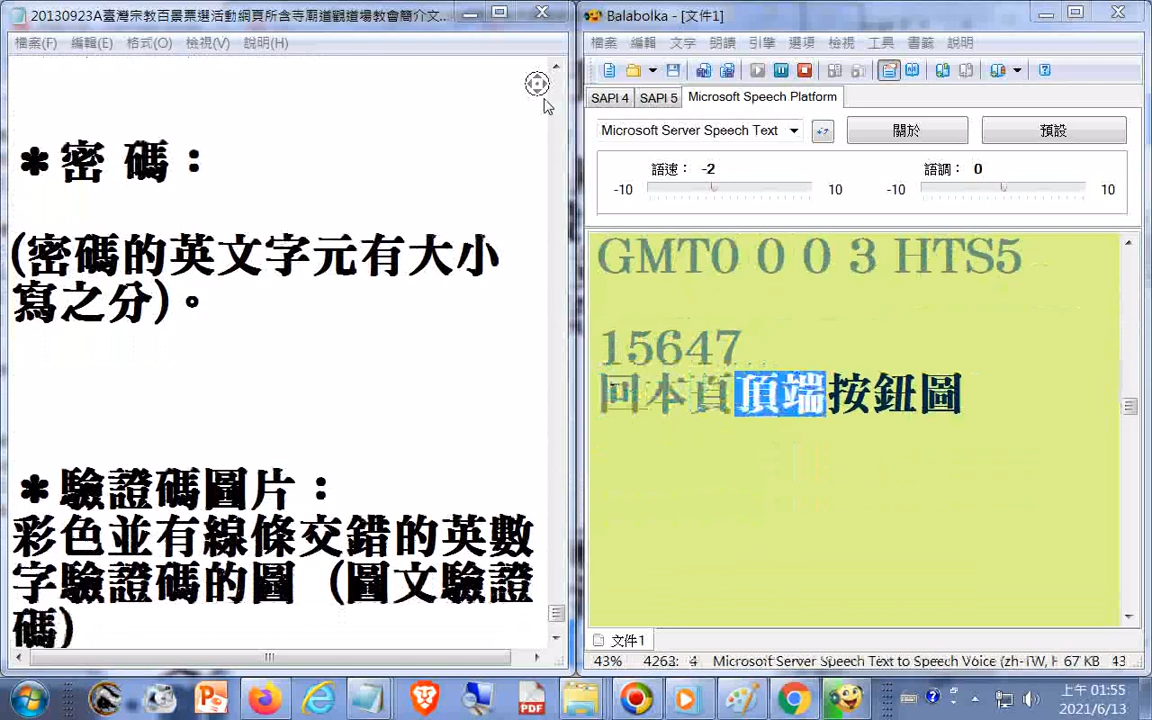 20130923A臺灣宗教百景票選活動網頁所含寺廟道觀道場教會簡介文...
檔案(F) 編輯(E) 格式(O) 檢視(V) 說明(H)
＊密 碼：
(密碼的英文字元有大小
寫之分)。
＊驗證碼圖片：
彩色並有線條交錯的英數
字驗證碼的圖 (圖文驗證
碼)
Balabolka - [文件1]
檔案 編輯 文字 朗讀 引擎 選項 檢視 工具 書籤 說明
SAPI 4 SAPI 5 Microsoft Speech Platform
Microsoft Server Speech Text 關於 預設
語速： -2 語調： 0
-10 10 -10 10
GMT0 0 0 3 HTS5
15647
回本頁頂端按鈕圖
文件1
43% 4263: 4 Microsoft Server Speech Text to Speech Voice (zh-TW, H 67 KB 43
上午 01:55
2021/6/13